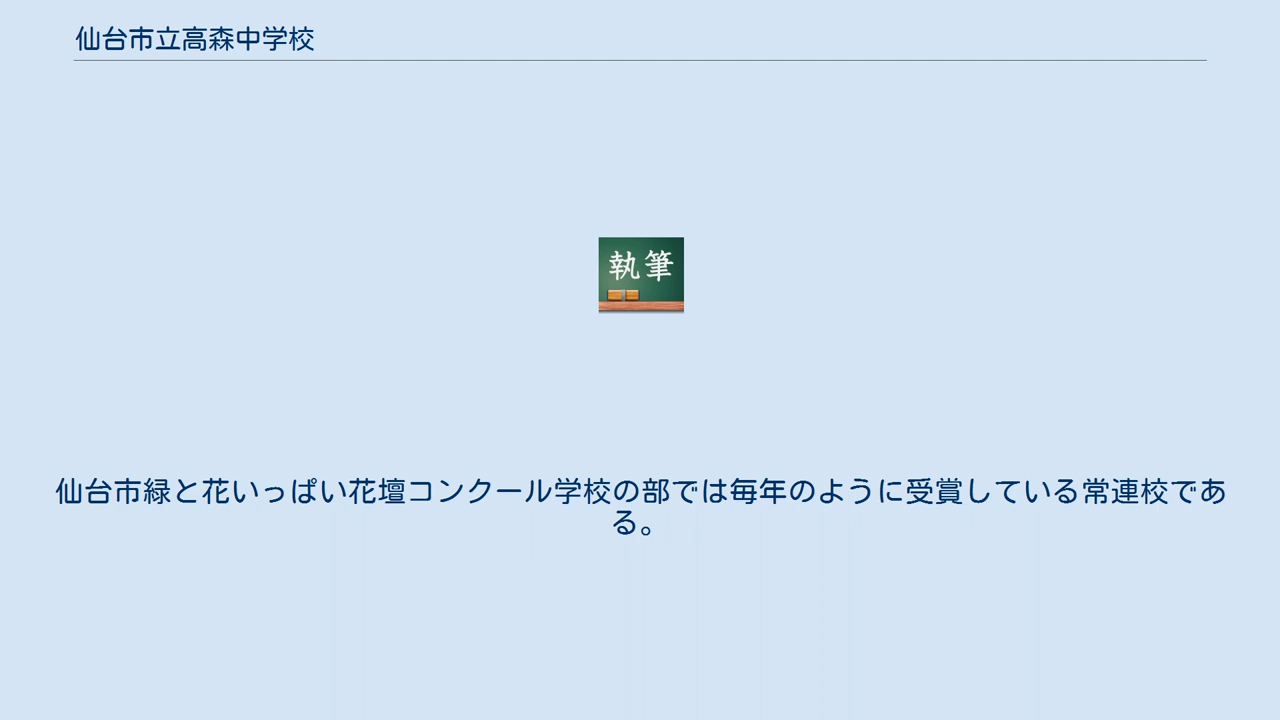 仙台市立高森中学校
執筆
仙台市緑と花いっぱい花壇コンクール学校の部では毎年のように受賞している常連校であ
る。